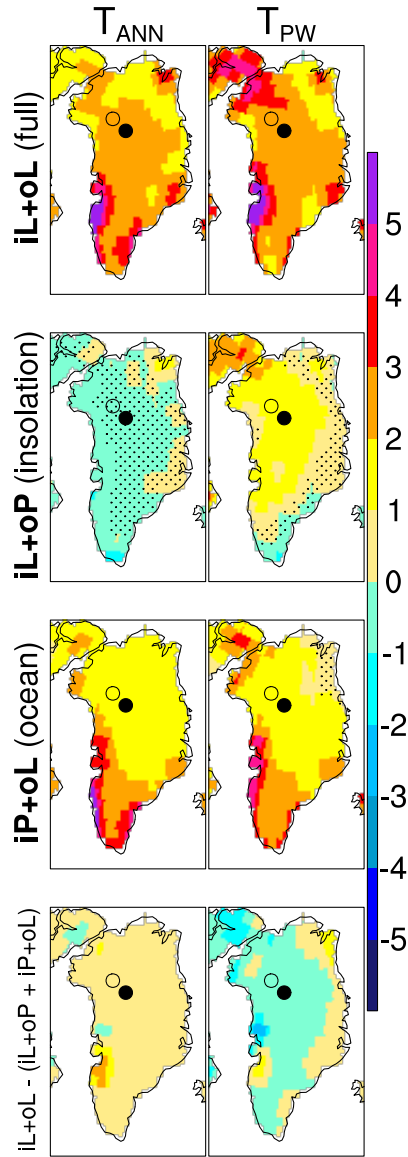 T_ANN T_PW
iL+oL (full)
iL+oP (insolation)
iP+oL (ocean)
iL+oL - (iL+oP + iP+oL)
5
4
3
2
1
0
-1
-2
-3
-4
-5